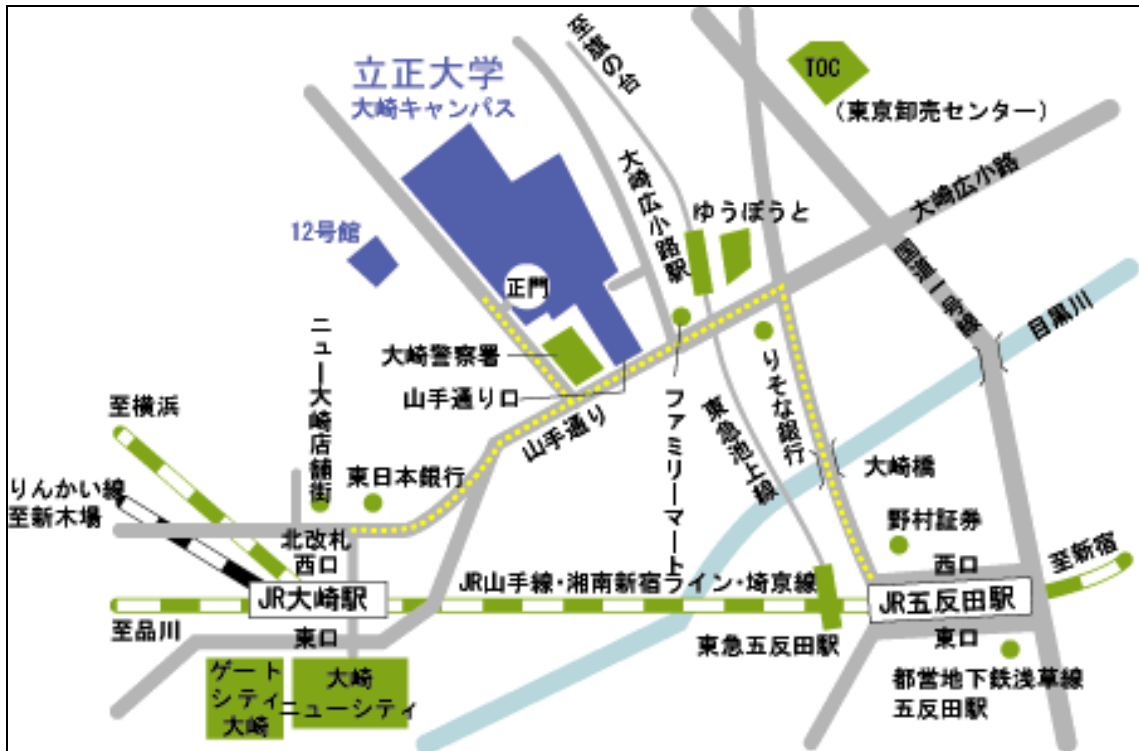 立正大学
大崎キャンパス
至旗の台
TOC
(東京卸売センター)
大崎広小路
大崎広小路駅
ゆうぽうと
12号館
正門
国道一号線
目黒川
大崎警察署
山手通り口
山手通り
ファミリーマート
りそな銀行
東急池上線
大崎橋
ニュー大崎店舗街
至横浜
りんかい線
至新木場
東日本銀行
北改札
西口
JR大崎駅
東口
至品川
JR山手線・湘南新宿ライン・埼京線
野村証券
西口
至新宿
JR五反田駅
東口
東急五反田駅
都営地下鉄浅草線
五反田駅
ゲート
シティ
大崎
大崎
ニューシティ